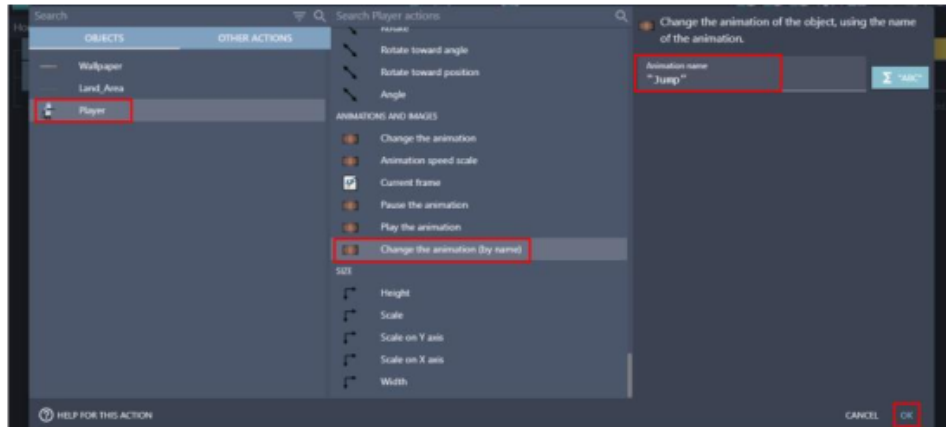 Search
OBJECTS
OTHER ACTIONS
Wallpaper
Land_Area
Player
HELP FOR THIS ACTION
Search Player actions
Rotate
Rotate toward angle
Rotate toward position
Angle
ANIMATIONS AND IMAGES
Change the animation
Animation speed scale
Current frame
Pause the animation
Play the animation
Change the animation (by name)
SIZE
Height
Scale
Scale on Y axis
Scale on X axis
Width
Change the animation of the object, using the name
of the animation.
Animation name
"Jump"
Σ "ABC"
CANCEL
OK